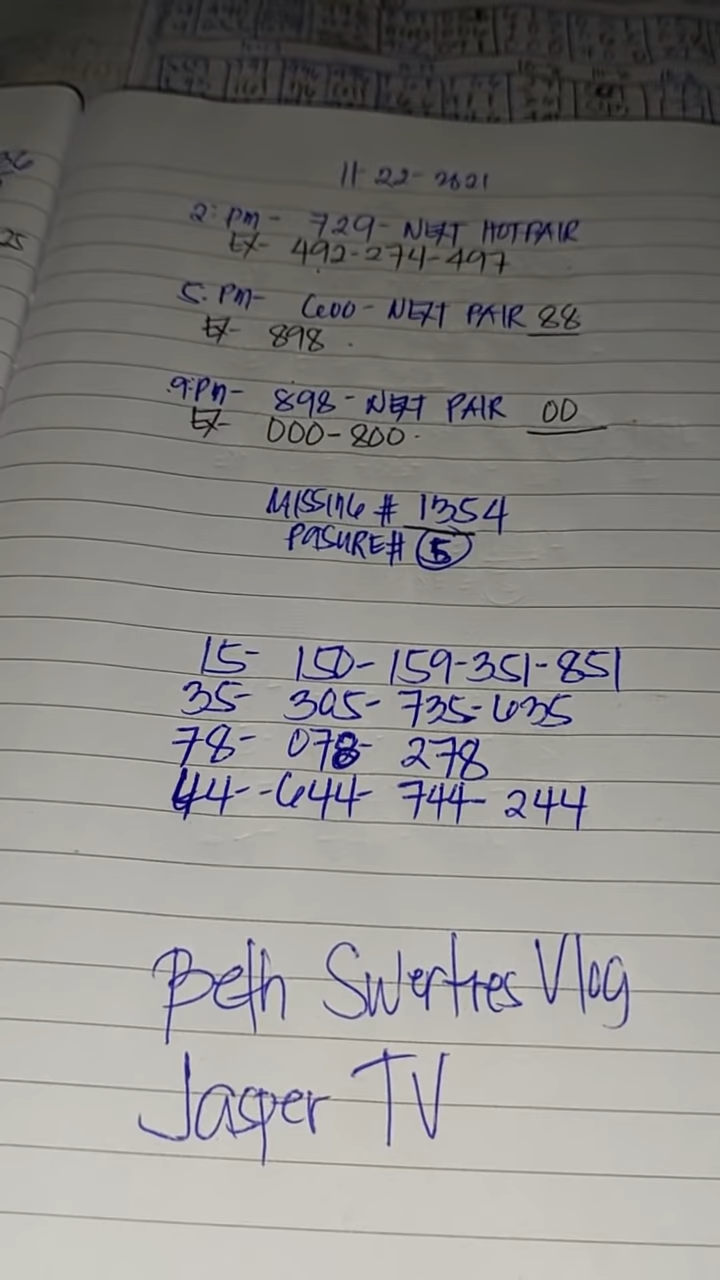 36
25
11-22-2021
2:pm- 729- NEXT HOTPAIR
EX- 492-274-497
5:Pm- 600- NEXT PAIR 88
EX- 898.
9:Pm- 898- NEXT PAIR 00
EX- 000-800.
MISSING # 1354
PASURE# 5
15- 150- 159-351-851
35- 305- 735-635
78- 078- 278
44--644- 744- 244
Beth Swertres Vlog
Jasper TV